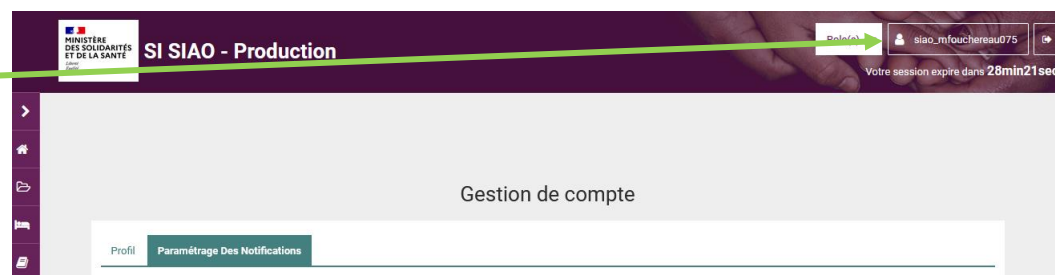 MINISTÈRE
DES SOLIDARITÉS
ET DE LA SANTÉ
SI SIAO - Production
siao_mfouchereau075
Votre session expire dans 28min21sec
Gestion de compte
Profil
Paramétrage Des Notifications